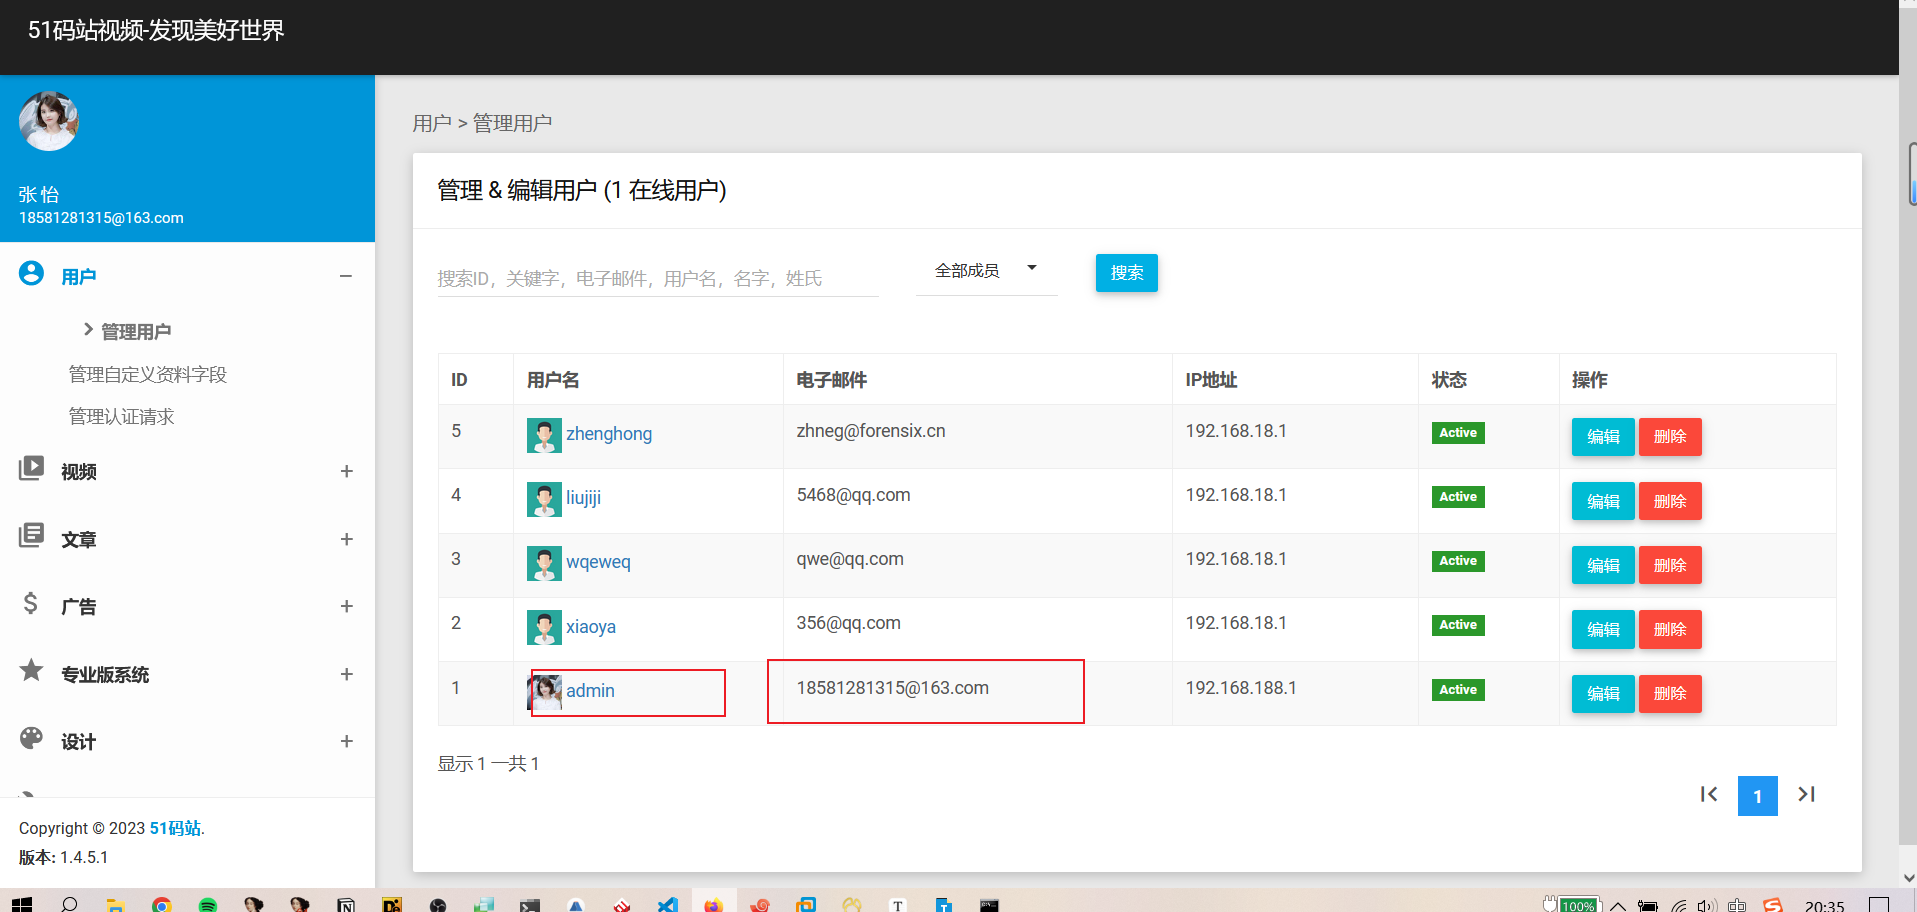 51码站视频-发现美好世界
张 怡
18581281315@163.com
用户
管理用户
管理自定义资料字段
管理认证请求
视频
文章
广告
专业版系统
设计
Copyright © 2023 51码站.
版本: 1.4.5.1
用户 > 管理用户
管理 & 编辑用户 (1 在线用户)
搜索ID，关键字，电子邮件，用户名，名字，姓氏
全部成员
搜索
ID 用户名 电子邮件 IP地址 状态 操作
5 zhenghong zhneg@forensix.cn 192.168.18.1 Active 编辑 删除
4 liujiji 5468@qq.com 192.168.18.1 Active 编辑 删除
3 wqeweq qwe@qq.com 192.168.18.1 Active 编辑 删除
2 xiaoya 356@qq.com 192.168.18.1 Active 编辑 删除
1 admin 18581281315@163.com 192.168.188.1 Active 编辑 删除
显示 1 一共 1
1
100%
20:35